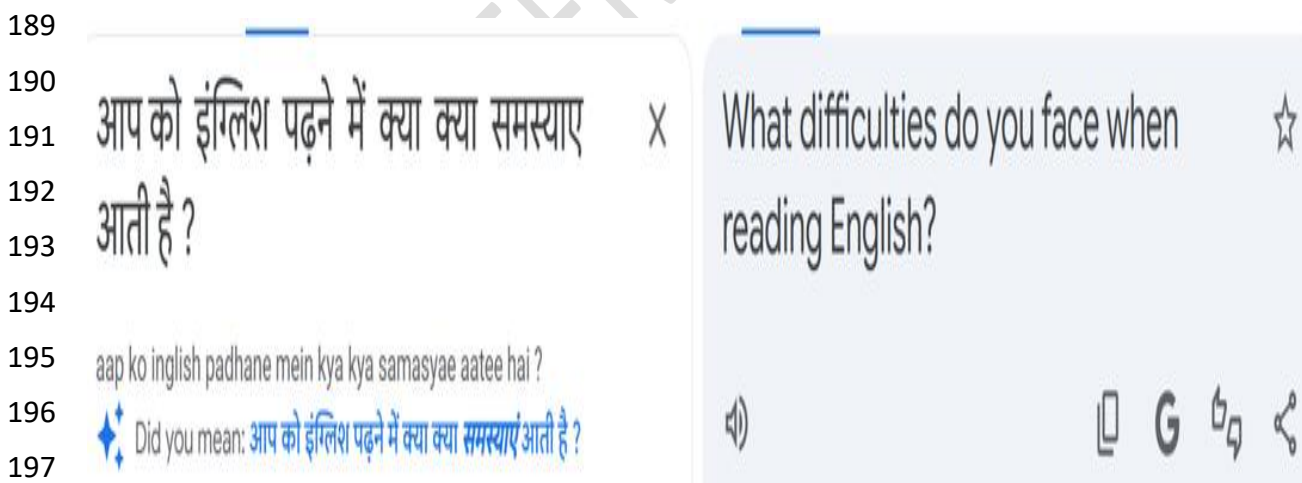 189
190
191
192
193
194
195
196
197
आप को इंग्लिश पढ़ने में क्या क्या समस्याए
आती है ?
aap ko inglish padhane mein kya kya samasyae aatee hai ?
Did you mean: आप को इंग्लिश पढ़ने में क्या क्या समस्याएं आती है ?
What difficulties do you face when
reading English?
G